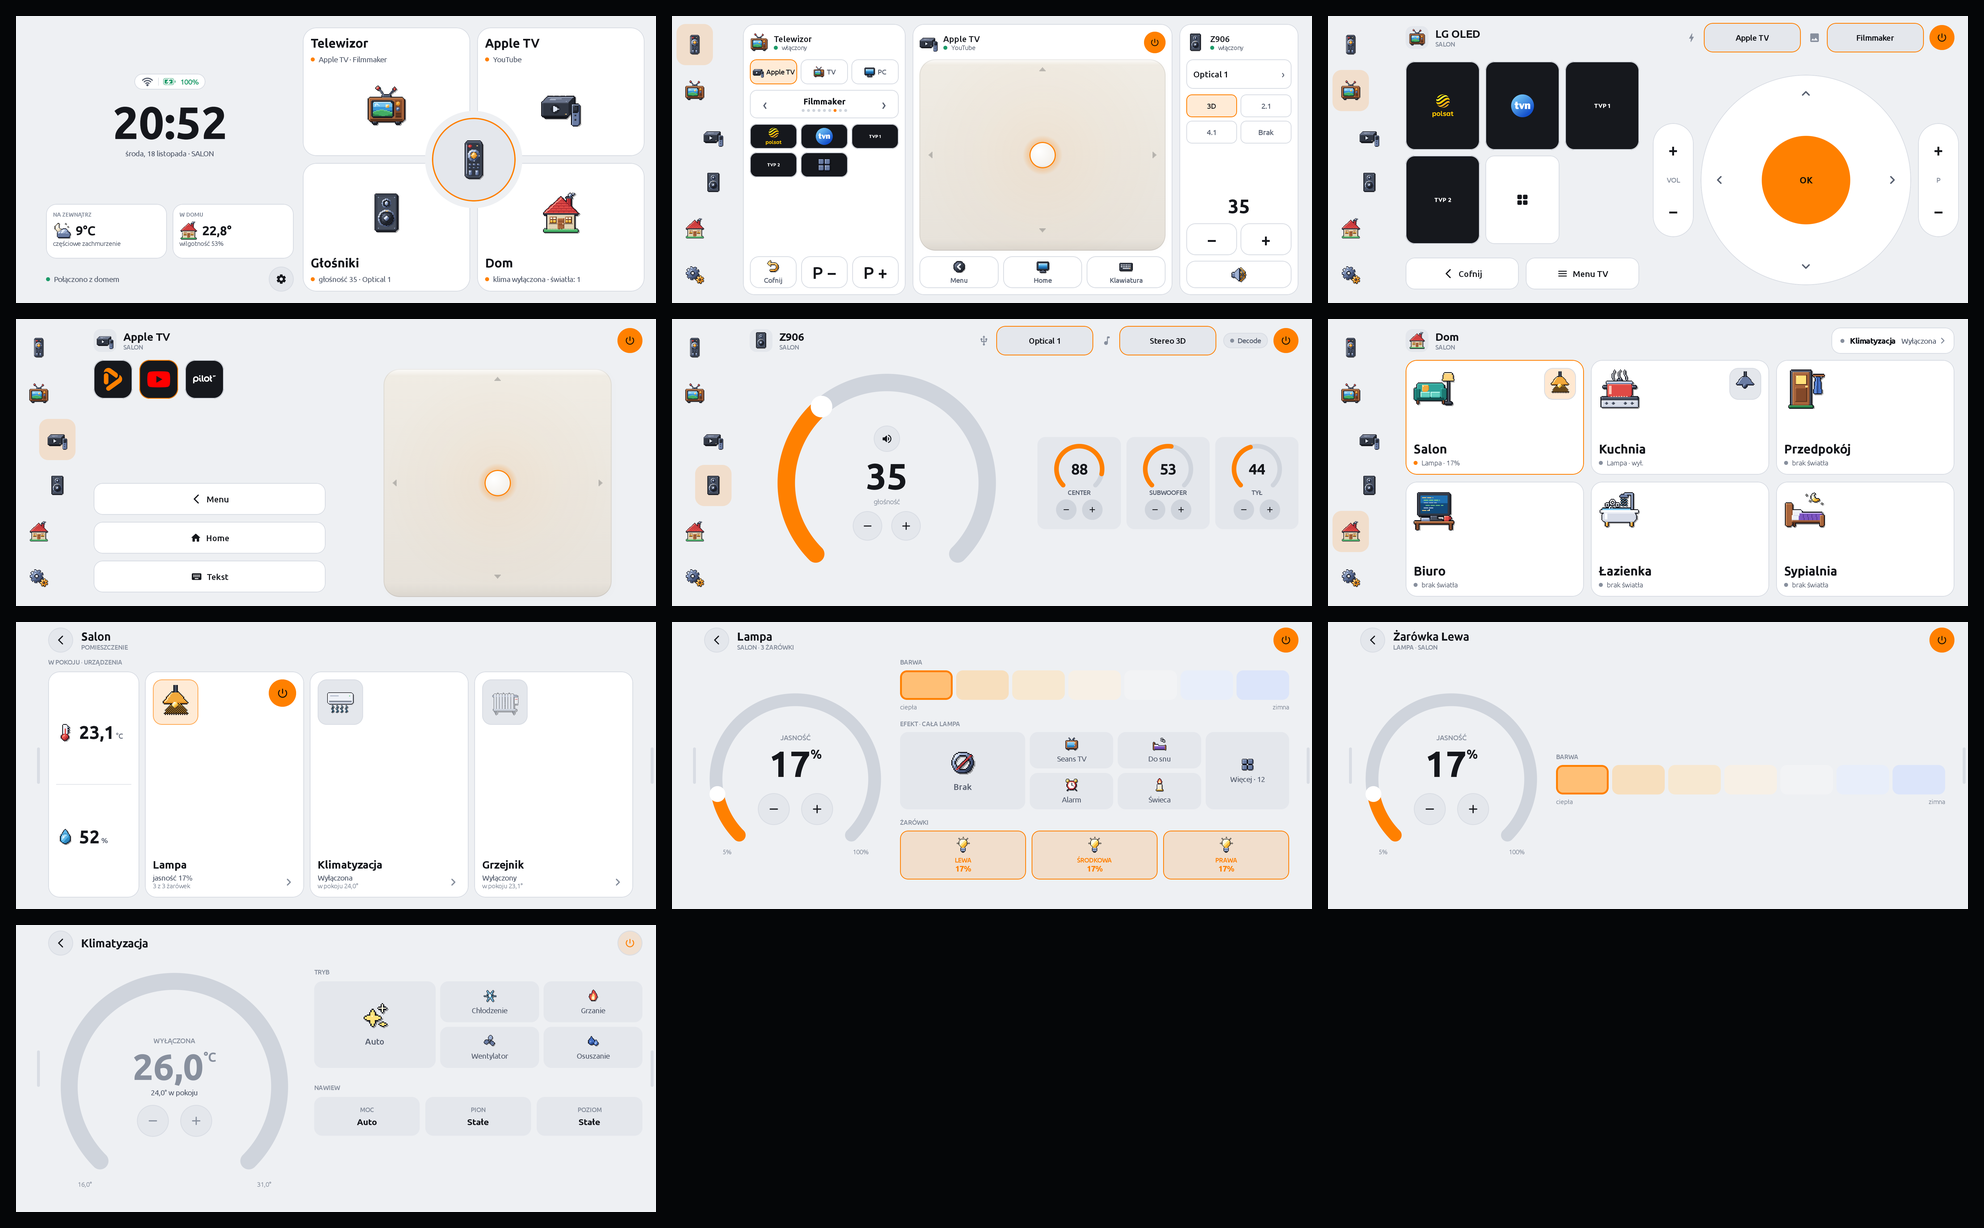 100%
20:52
środa, 18 listopada · SALON
NA ZEWNĄTRZ
9°C
częściowe zachmurzenie
W DOMU
22,8°
wilgotność 53%
Połączono z domem
Telewizor
Apple TV · Filmmaker
Apple TV
YouTube
Głośniki
głośność 35 · Optical 1
Dom
klima wyłączona · światła: 1
Telewizor
włączony
Apple TV
TV
PC
Filmmaker
polsat
tvn
TVP 1
TVP 2
Cofnij
P −
P +
Apple TV
YouTube
Menu
Home
Klawiatura
Z906
włączony
Optical 1
3D
2.1
4.1
Brak
35
−
+
LG OLED
SALON
Apple TV
Filmmaker
polsat
tvn
TVP 1
TVP 2
Cofnij
Menu TV
+
VOL
−
OK
+
P
−
Apple TV
SALON
pilot
Menu
Home
Tekst
Z906
SALON
Optical 1
Stereo 3D
Decode
35
głośność
−
+
88
CENTER
−
+
53
SUBWOOFER
−
+
44
TYŁ
−
+
Dom
SALON
Klimatyzacja Wyłączona
Salon
Lampa · 17%
Kuchnia
Lampa · wył.
Przedpokój
brak światła
Biuro
brak światła
Łazienka
brak światła
Sypialnia
brak światła
Salon
POMIESZCZENIE
W POKOJU · URZĄDZENIA
23,1 °C
52 %
Lampa
jasność 17%
3 z 3 żarówek
Klimatyzacja
Wyłączona
w pokoju 24,0°
Grzejnik
Wyłączony
w pokoju 23,1°
Lampa
SALON · 3 ŻARÓWKI
JASNOŚĆ
17%
−
+
5%
100%
BARWA
ciepła
zimna
EFEKT · CAŁA LAMPA
Brak
Seans TV
Do snu
Alarm
Świeca
Więcej · 12
ŻARÓWKI
LEWA
17%
ŚRODKOWA
17%
PRAWA
17%
Żarówka Lewa
LAMPA · SALON
JASNOŚĆ
17%
−
+
5%
100%
BARWA
ciepła
zimna
Klimatyzacja
WYŁĄCZONA
26,0°C
24,0° w pokoju
−
+
16,0°
31,0°
TRYB
Auto
Chłodzenie
Grzanie
Wentylator
Osuszanie
NAWIEW
MOC
Auto
PION
Stałe
POZIOM
Stałe